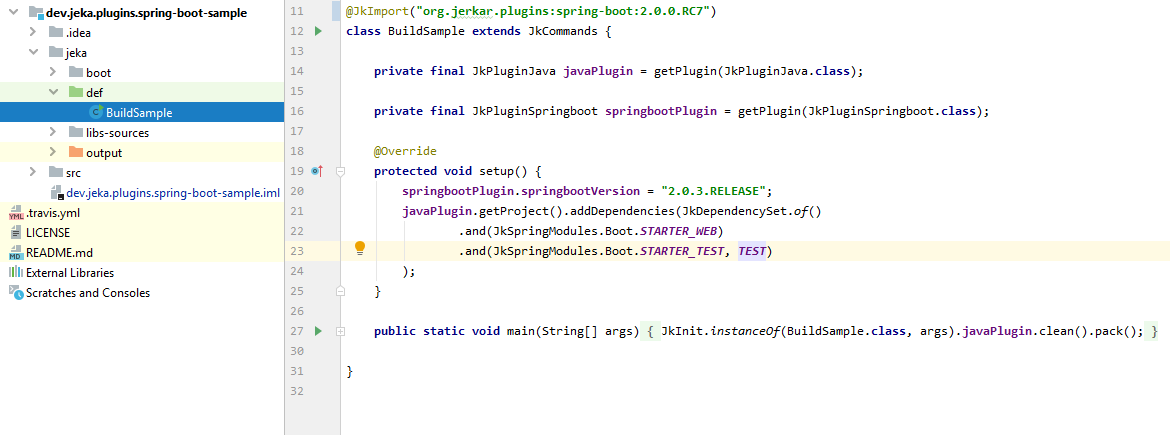 dev.jeka.plugins.spring-boot-sample
.idea
jeka
boot
def
BuildSample
libs-sources
output
src
dev.jeka.plugins.spring-boot-sample.iml
.travis.yml
LICENSE
README.md
External Libraries
Scratches and Consoles
11 @JkImport("org.jerkar.plugins:spring-boot:2.0.0.RC7")
12 class BuildSample extends JkCommands {
13
14 private final JkPluginJava javaPlugin = getPlugin(JkPluginJava.class);
15
16 private final JkPluginSpringboot springbootPlugin = getPlugin(JkPluginSpringboot.class);
17
18 @Override
19 protected void setup() {
20 springbootPlugin.springbootVersion = "2.0.3.RELEASE";
21 javaPlugin.getProject().addDependencies(JkDependencySet.of()
22 .and(JkSpringModules.Boot.STARTER_WEB)
23 .and(JkSpringModules.Boot.STARTER_TEST, TEST)
24 );
25 }
26
27 public static void main(String[] args) { JkInit.instanceOf(BuildSample.class, args).javaPlugin.clean().pack(); }
30
31 }
32